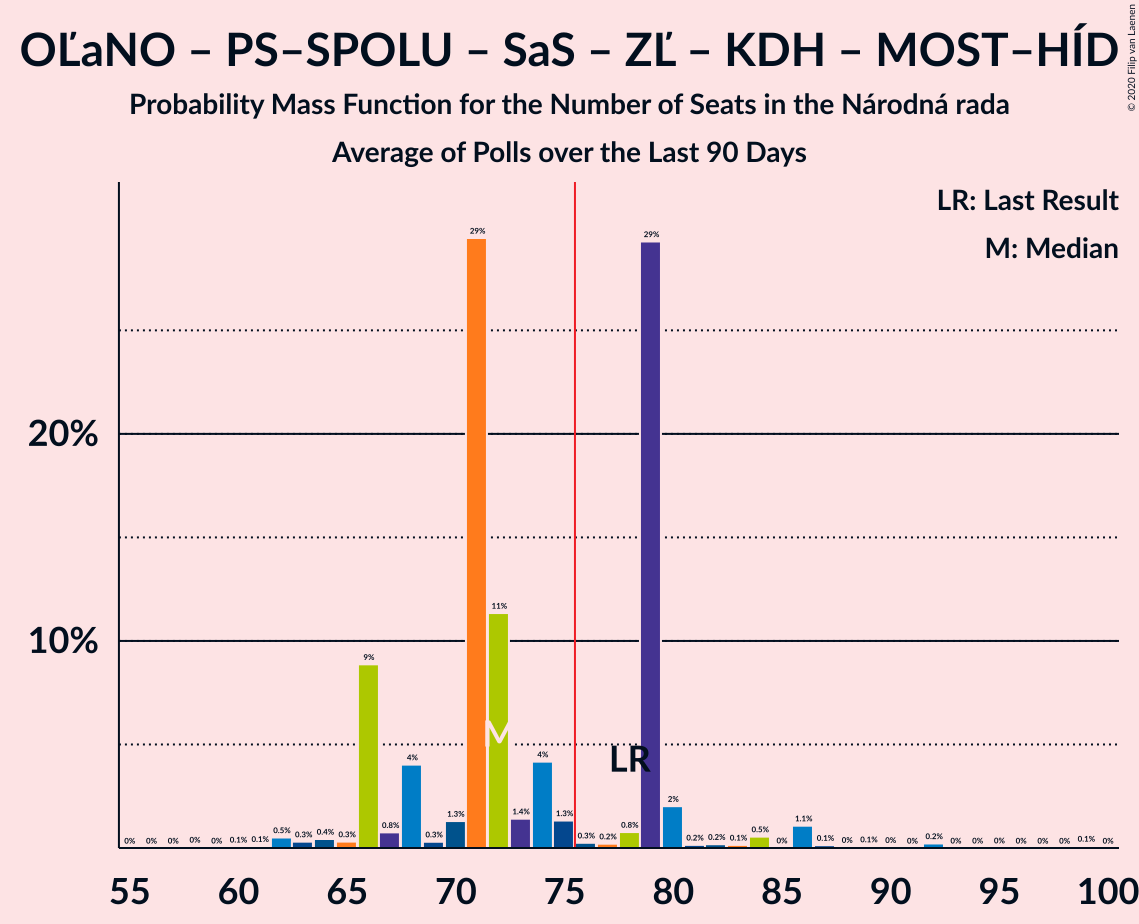 OĽaNO – PS–SPOLU – SaS – ZĽ – KDH – MOST–HÍD
Probability Mass Function for the Number of Seats in the Národná rada
Average of Polls over the Last 90 Days
© 2020 Filip van Laenen
LR: Last Result
M: Median
20%
10%
0% 0% 0% 0% 0% 0.1% 0.1% 0.5% 0.3% 0.4% 0.3% 9% 0.8% 4% 0.3% 1.3% 29% 11% 1.4% 4% 1.3% 0.3% 0.2% 0.8% 29% 2% 0.2% 0.2% 0.1% 0.5% 0% 1.1% 0.1% 0% 0.1% 0% 0% 0.2% 0% 0% 0% 0% 0% 0% 0.1% 0%
M
LR
55 60 65 70 75 80 85 90 95 100